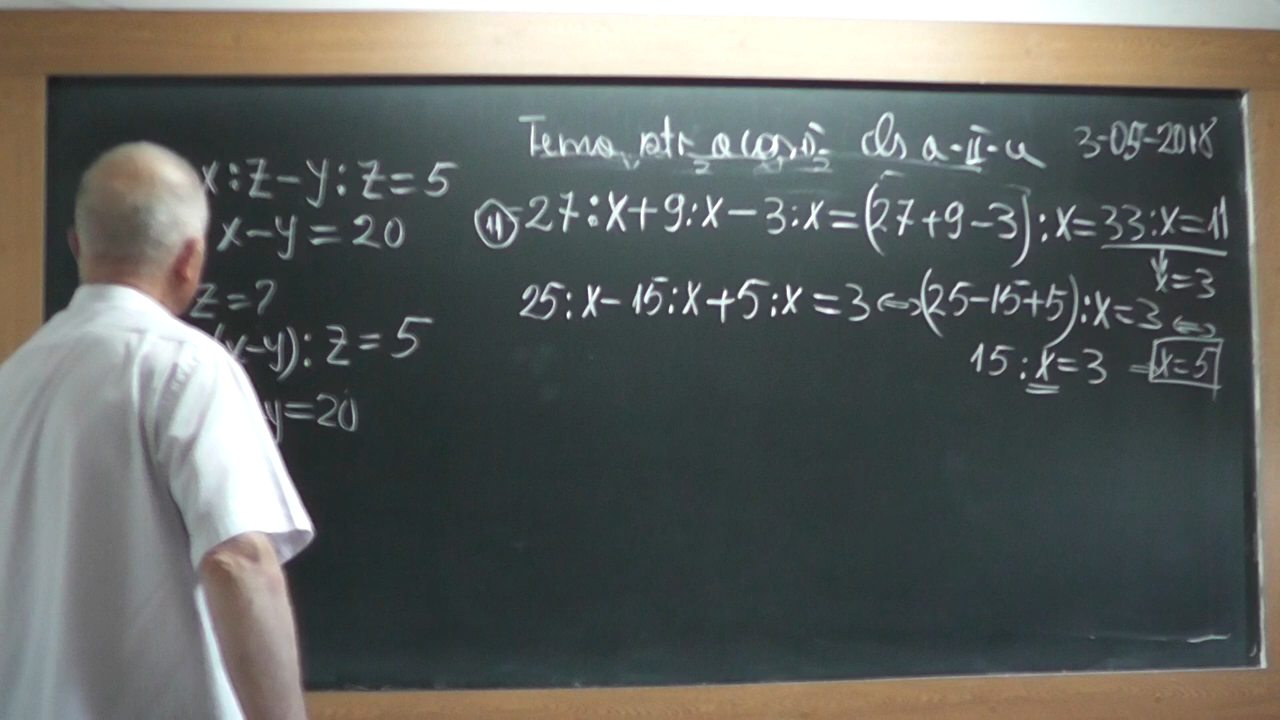 Tema ptr acasă cls a-II-a 3-05-2018
x:z-y:z=5
x-y=20
z=?
x-y):z=5
y=20
(11) 27:x+9:x-3:x=(27+9-3):x=33:x=11
x=3
25:x-15:x+5:x=3⇔(25-15+5):x=3⇔
15:x=3 x=5